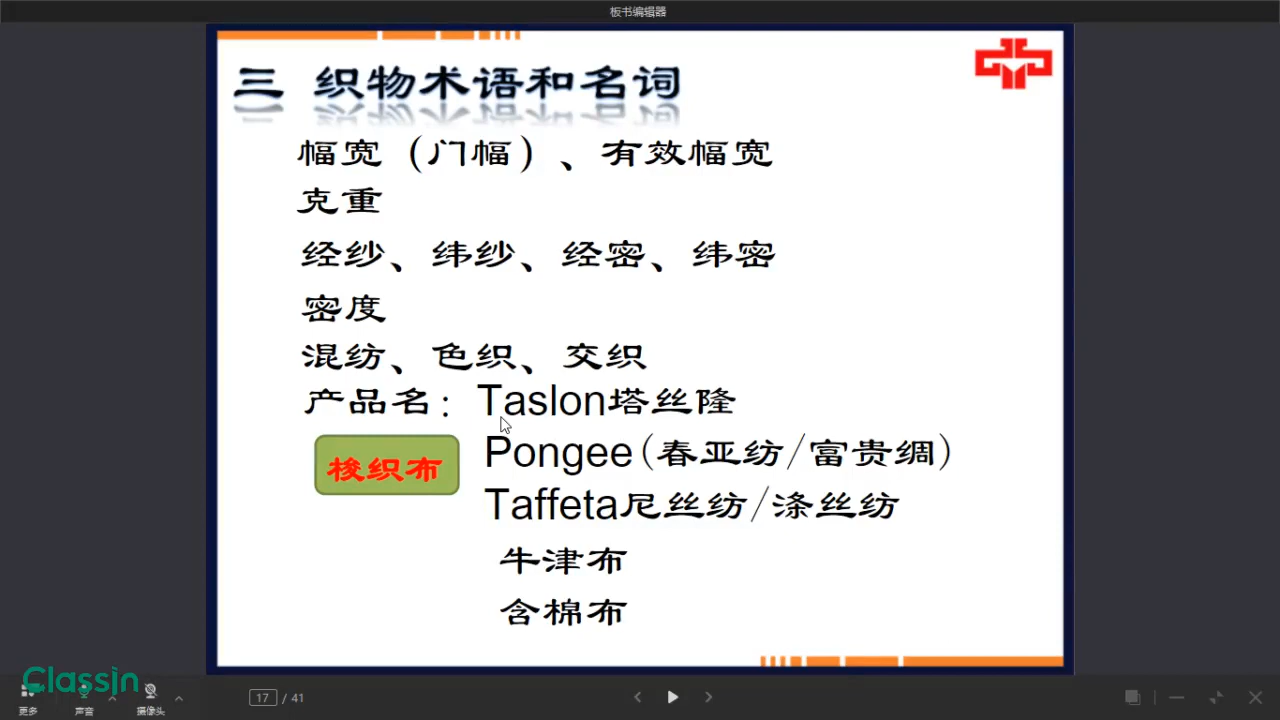 板书编辑器
三 织物术语和名词
幅宽（门幅）、有效幅宽
克重
经纱、纬纱、经密、纬密
密度
混纺、色织、交织
产品名：Taslon塔丝隆
梭织布
Pongee(春亚纺/富贵绸)
Taffeta尼丝纺/涤丝纺
牛津布
含棉布
ClassIn
更多 声音 摄像头
17 / 41